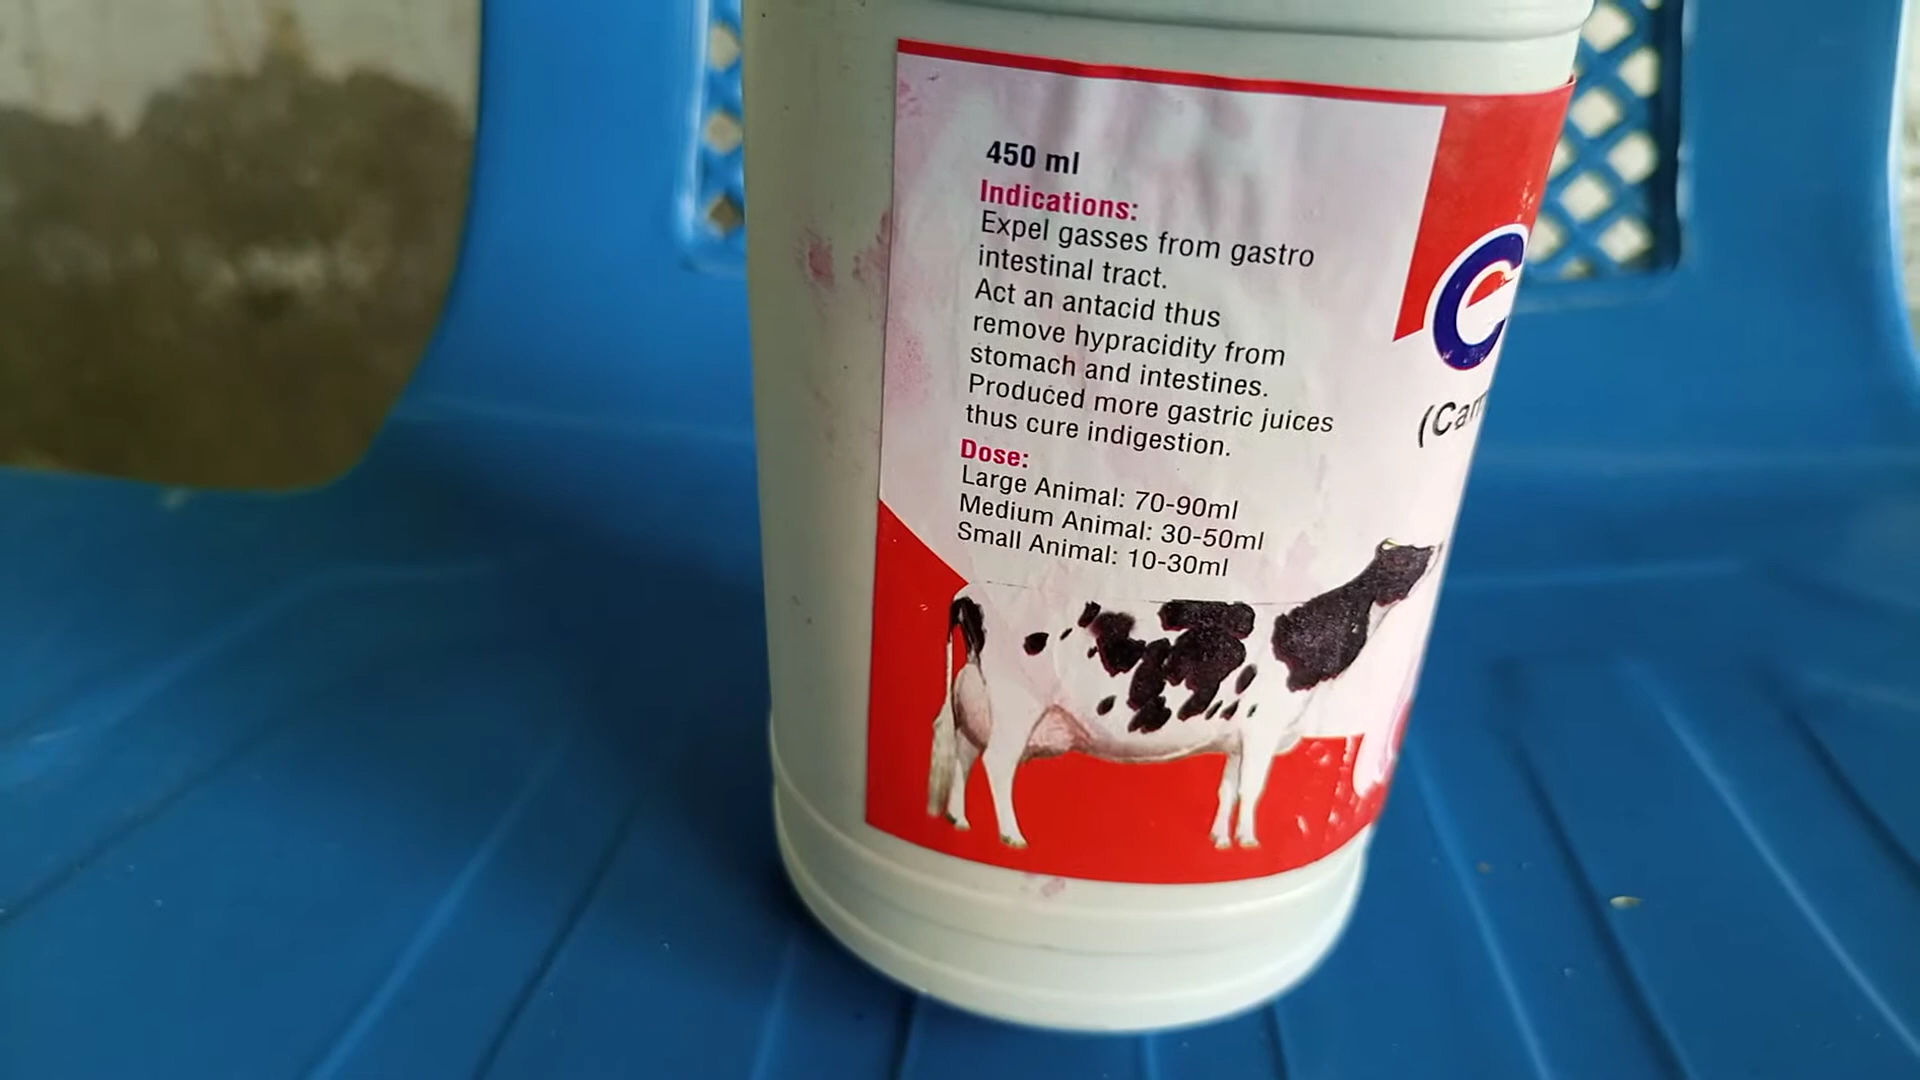 450 ml
Indications:
Expel gasses from gastro
intestinal tract.
Act an antacid thus
remove hypracidity from
stomach and intestines.
Produced more gastric juices
thus cure indigestion.
Dose:
Large Animal: 70-90ml
Medium Animal: 30-50ml
Small Animal: 10-30ml
C